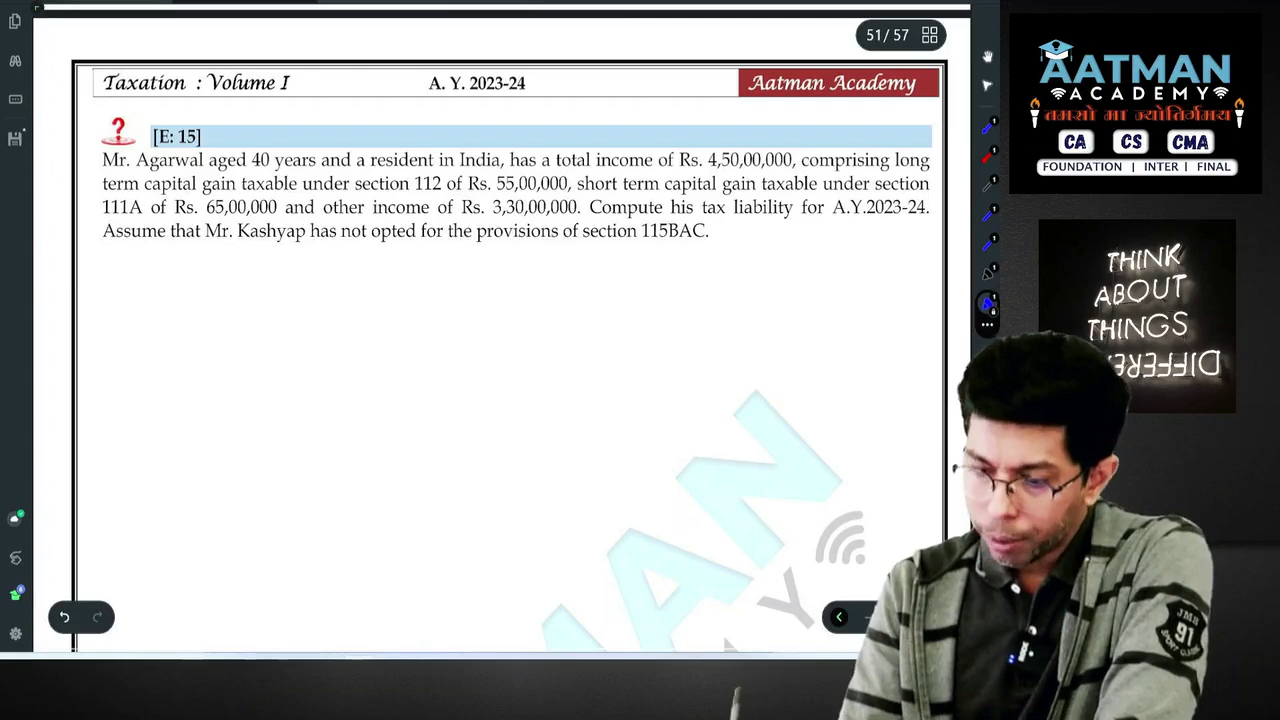 51/ 57
Taxation : Volume I A. Y. 2023-24 Aatman Academy
?
[E: 15]
Mr. Agarwal aged 40 years and a resident in India, has a total income of Rs. 4,50,00,000, comprising long
term capital gain taxable under section 112 of Rs. 55,00,000, short term capital gain taxable under section
111A of Rs. 65,00,000 and other income of Rs. 3,30,00,000. Compute his tax liability for A.Y.2023-24.
Assume that Mr. Kashyap has not opted for the provisions of section 115BAC.
MAN
Y
AATMAN
ACADEMY
तमसो मा ज्योतिर्गमय
CA CS CMA
FOUNDATION | INTER | FINAL
THINK
ABOUT
THINGS
JMS
91